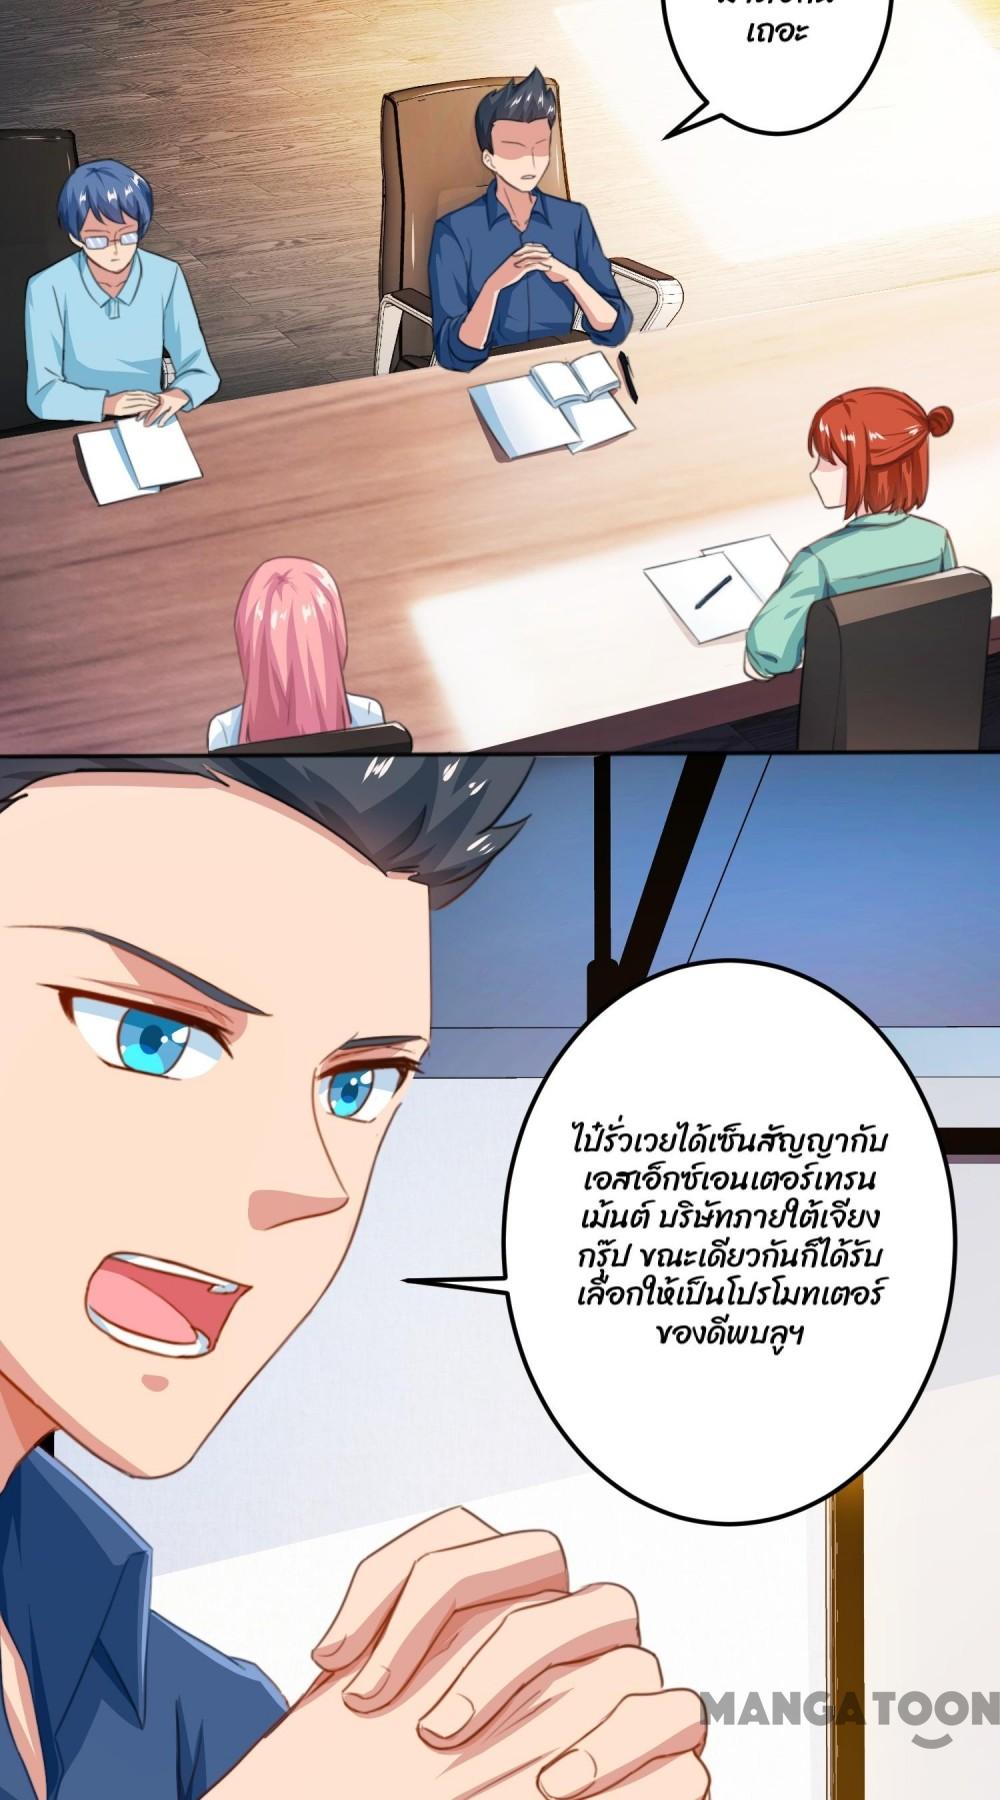 เถอะ
ไป๋รั่วเวยได้เซ็นสัญญากับ
เอสเอ็กซ์เอนเตอร์เทรน
เม้นต์ บริษัทภายใต้เจียง
กรุ๊ป ขณะเดียวกันก็ได้รับ
เลือกให้เป็นโปรโมทเตอร์
ของดีพบลูฯ
MANGATOON